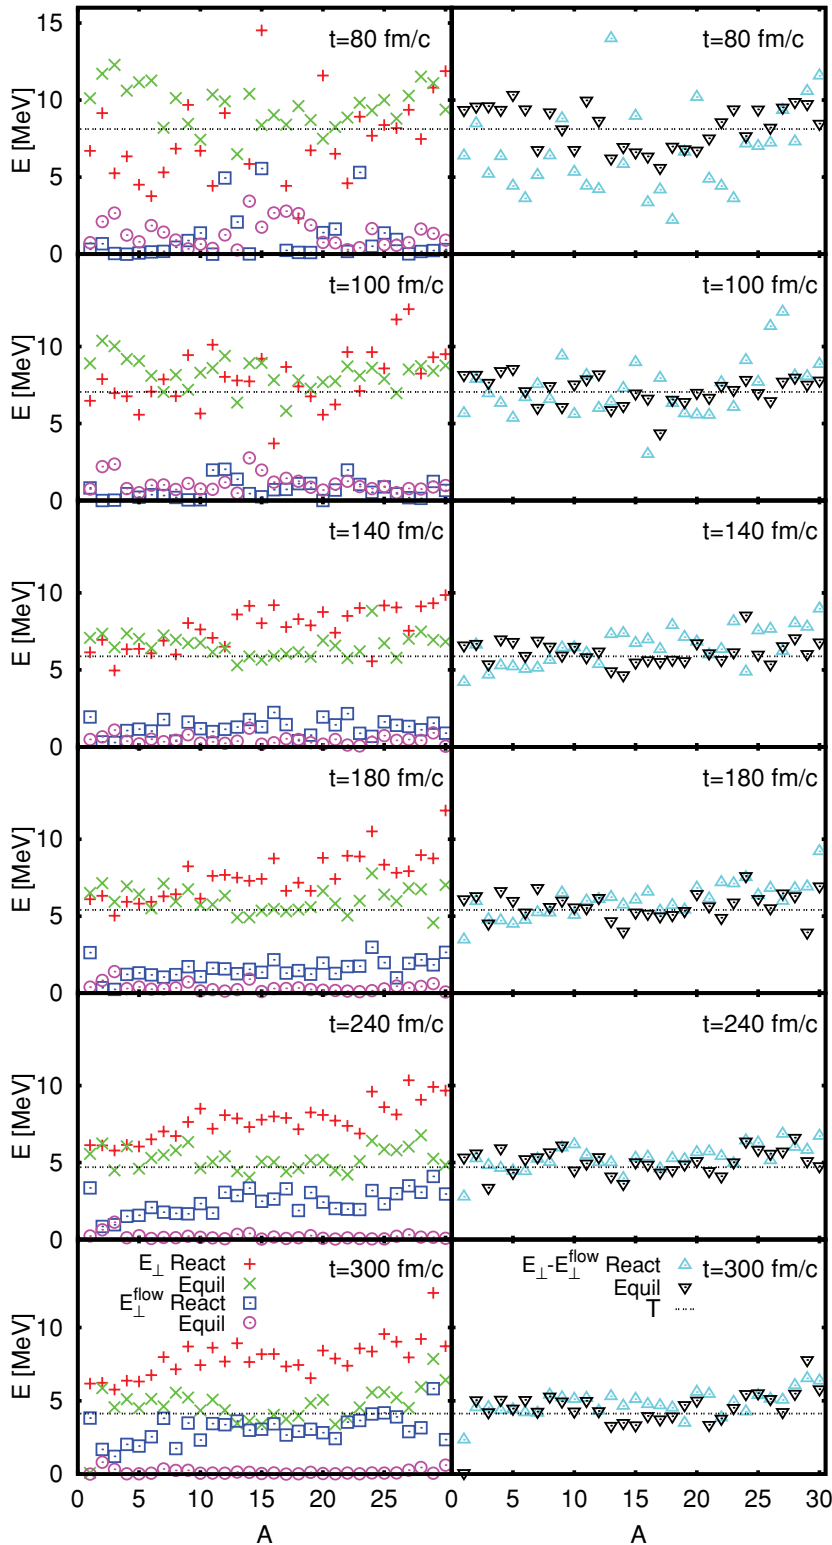 15
10
5
0
E [MeV]
t=80 fm/c
t=80 fm/c
10
5
0
E [MeV]
t=100 fm/c
t=100 fm/c
10
5
0
E [MeV]
t=140 fm/c
t=140 fm/c
10
5
0
E [MeV]
t=180 fm/c
t=180 fm/c
10
5
0
E [MeV]
t=240 fm/c
t=240 fm/c
10
5
0
E [MeV]
E⊥ React
Equil
E⊥^flow React
Equil
t=300 fm/c
E⊥-E⊥^flow React
Equil
T
t=300 fm/c
0 5 10 15 20 25 0 5 10 15 20 25 30
A A